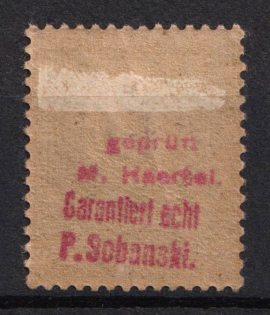 geprüft
M. Haertel.
Garantiert echt
P. Sobanski.